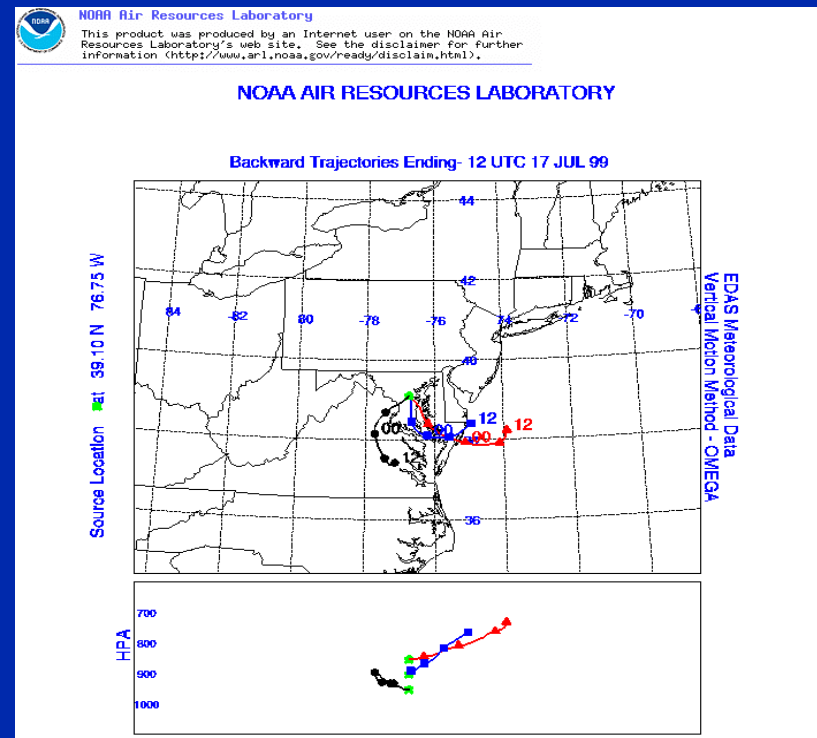 NOAA Air Resources Laboratory
This product was produced by an Internet user on the NOAA Air
Resources Laboratory's web site. See the disclaimer for further
information (http://www.arl.noaa.gov/ready/disclaim.html).
NOAA AIR RESOURCES LABORATORY
Backward Trajectories Ending- 12 UTC 17 JUL 99
Source Location at 39.10 N 76.75 W
44
42
84
-82
80
-78
-76
74
-72
-70
40
00
12
00
12
00
12
36
EDAS Meteorological Data
Vertical Motion Method - OMEGA
HPA
700
800
900
1000